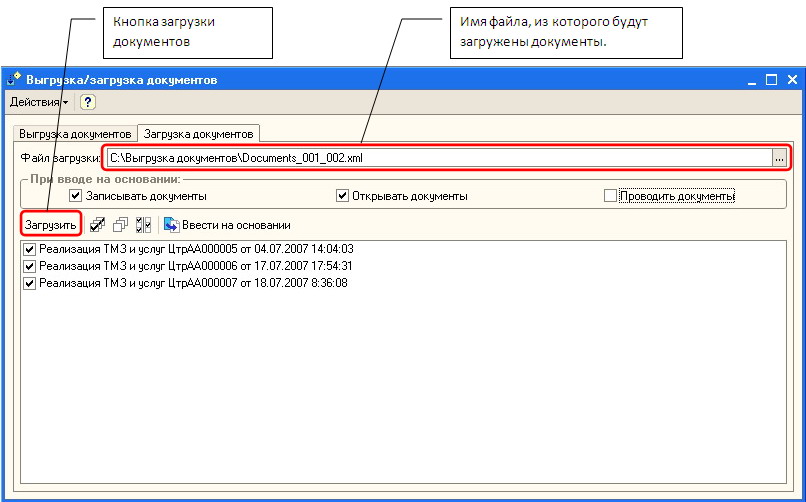 Кнопка загрузки
документов
Имя файла, из которого будут
загружены документы.
Выгрузка/загрузка документов
Действия ?
Выгрузка документов Загрузка документов
Файл загрузки: C:\Выгрузка документов\Documents_001_002.xml ...
При вводе на основании:
Записывать документы Открывать документы Проводить документы
Загрузить Ввести на основании
Реализация ТМЗ и услуг ЦтрАА000005 от 04.07.2007 14:04:03
Реализация ТМЗ и услуг ЦтрАА000006 от 17.07.2007 17:54:31
Реализация ТМЗ и услуг ЦтрАА000007 от 18.07.2007 8:36:08